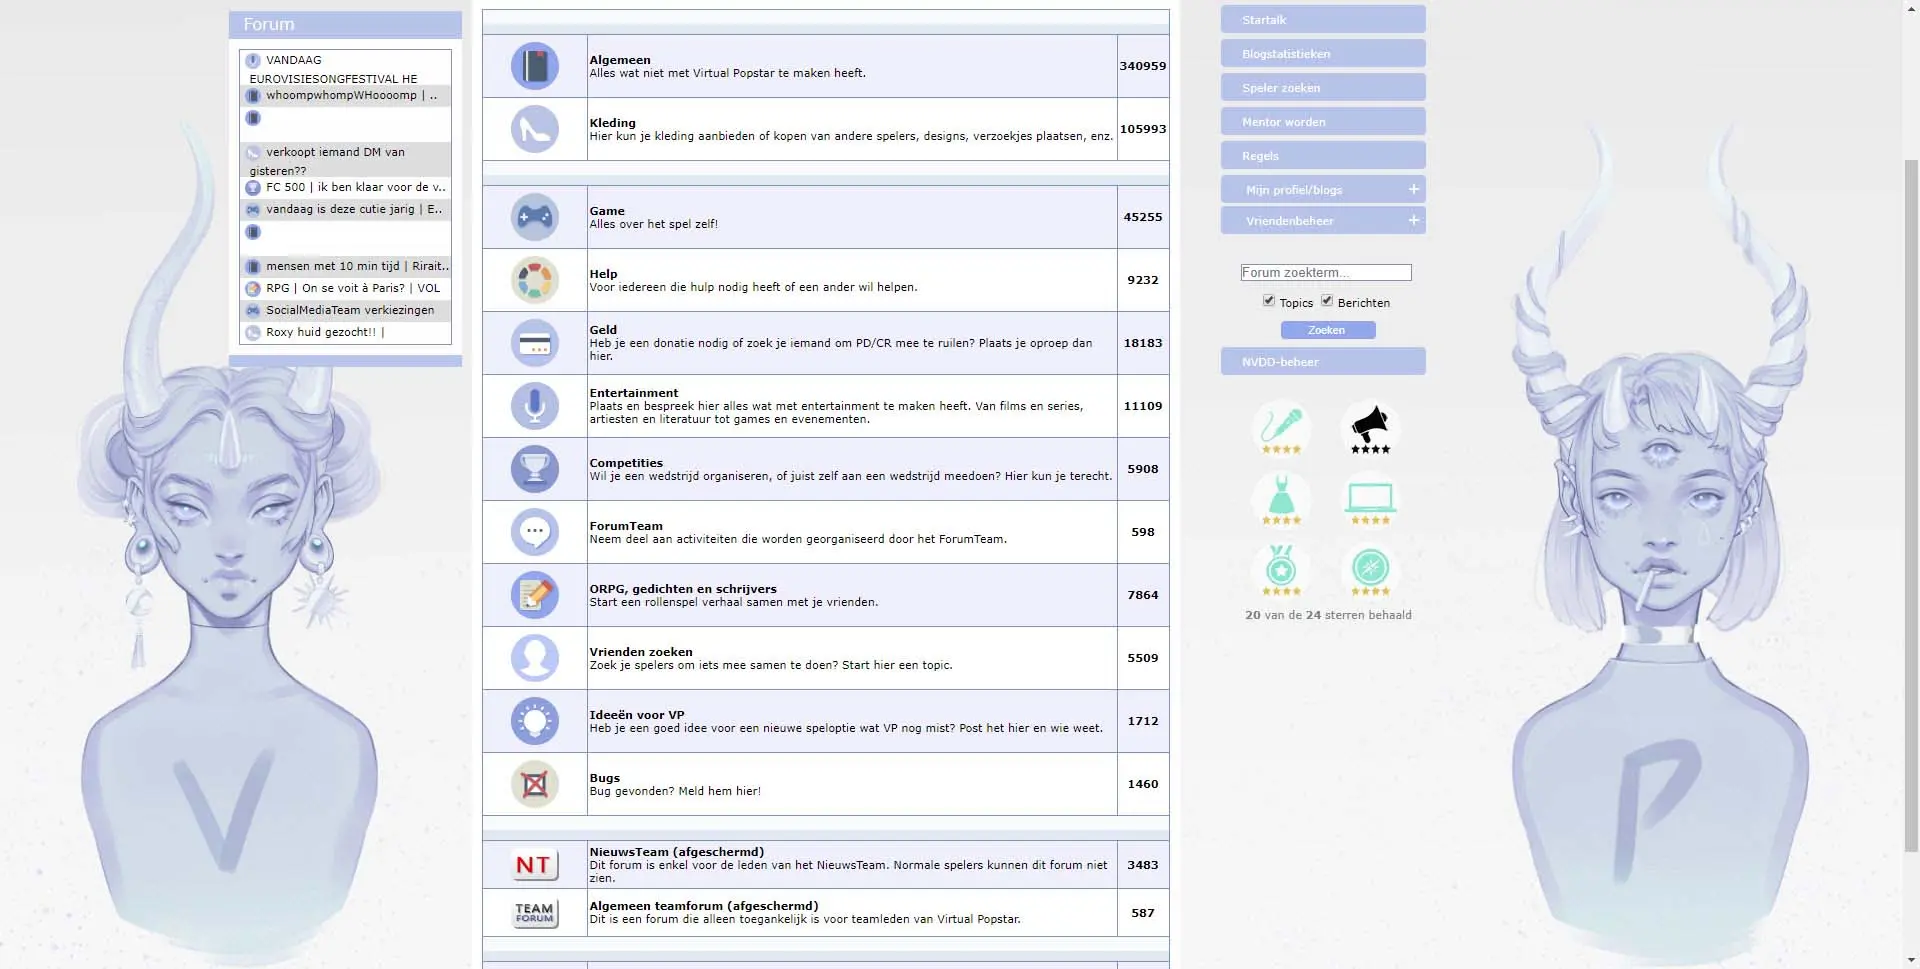 Forum
VANDAAG
EUROVISIESONGFESTIVAL HE
whoompwhompWHoooomp | ..
verkoopt iemand DM van
gisteren??
FC 500 | ik ben klaar voor de v..
vandaag is deze cutie jarig | E..
mensen met 10 min tijd | Rirait..
RPG | On se voit à Paris? | VOL
SocialMediaTeam verkiezingen
Roxy huid gezocht!! |
V
Algemeen
Alles wat niet met Virtual Popstar te maken heeft.
340959
Kleding
Hier kun je kleding aanbieden of kopen van andere spelers, designs, verzoekjes plaatsen, enz.
105993
Game
Alles over het spel zelf!
45255
Help
Voor iedereen die hulp nodig heeft of een ander wil helpen.
9232
Geld
Heb je een donatie nodig of zoek je iemand om PD/CR mee te ruilen? Plaats je oproep dan
hier.
18183
Entertainment
Plaats en bespreek hier alles wat met entertainment te maken heeft. Van films en series,
artiesten en literatuur tot games en evenementen.
11109
Competities
Wil je een wedstrijd organiseren, of juist zelf aan een wedstrijd meedoen? Hier kun je terecht.
5908
ForumTeam
Neem deel aan activiteiten die worden georganiseerd door het ForumTeam.
598
ORPG, gedichten en schrijvers
Start een rollenspel verhaal samen met je vrienden.
7864
Vrienden zoeken
Zoek je spelers om iets mee samen te doen? Start hier een topic.
5509
Ideeën voor VP
Heb je een goed idee voor een nieuwe speloptie wat VP nog mist? Post het hier en wie weet.
1712
Bugs
Bug gevonden? Meld hem hier!
1460
NT
NieuwsTeam (afgeschermd)
Dit forum is enkel voor de leden van het NieuwsTeam. Normale spelers kunnen dit forum niet
zien.
3483
TEAM
FORUM
Algemeen teamforum (afgeschermd)
Dit is een forum die alleen toegankelijk is voor teamleden van Virtual Popstar.
587
Startalk
Blogstatistieken
Speler zoeken
Mentor worden
Regels
Mijn profiel/blogs +
Vriendenbeheer +
Forum zoekterm...
Topics Berichten
Zoeken
NVDD-beheer
20 van de 24 sterren behaald
P